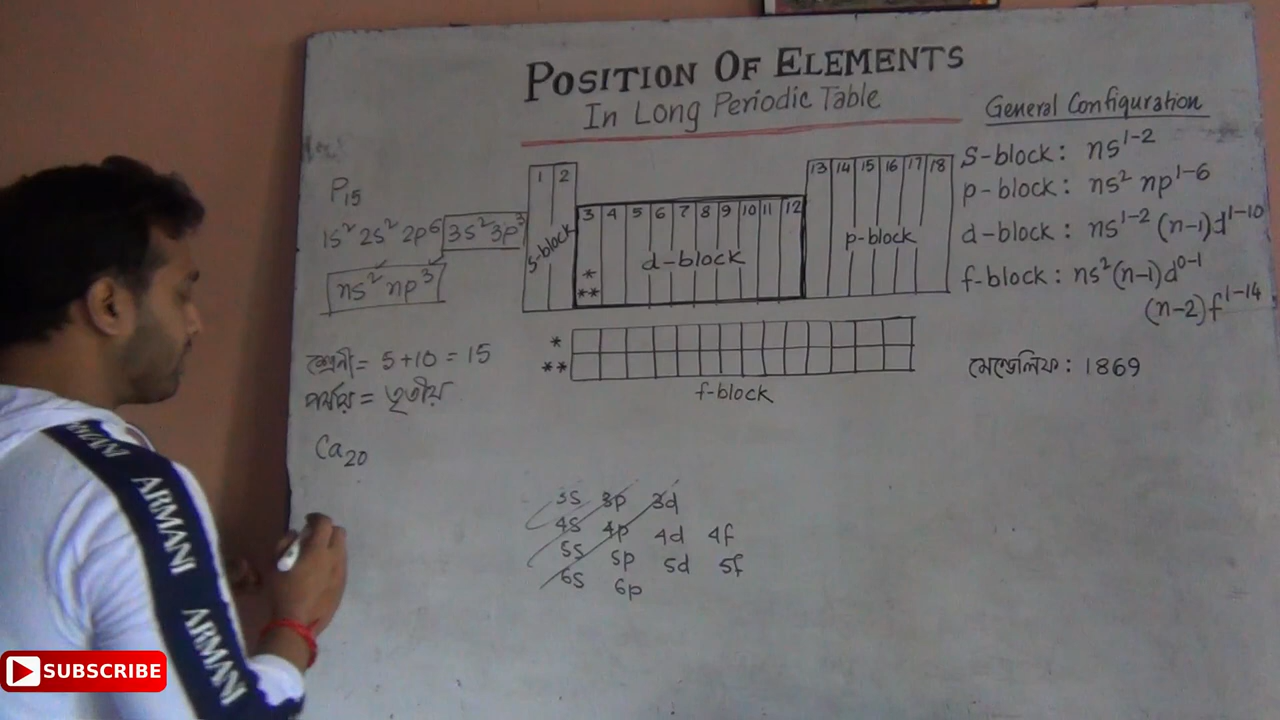 POSITION OF ELEMENTS
In Long Periodic Table
General Configuration
S-block: ns¹⁻²
p-block: ns² np¹⁻⁶
d-block: ns¹⁻² (n-1)d¹⁻¹⁰
f-block: ns²(n-1)d⁰⁻¹
(n-2)f¹⁻¹⁴
মেন্ডেলিফ: 1869
1 2
3 4 5 6 7 8 9 10 11 12
13 14 15 16 17 18
s-block
d-block
p-block
*
**
*
**
f-block
P₁₅
1s² 2s² 2p⁶ 3s² 3p³
ns² np³
শ্রেণী = 5+10 = 15
পর্যায় = তৃতীয়
Ca₂₀
3s 3p 3d
4s 4p 4d 4f
5s 5p 5d 5f
6s 6p
ARMANI
ARMANI
ARMANI
SUBSCRIBE